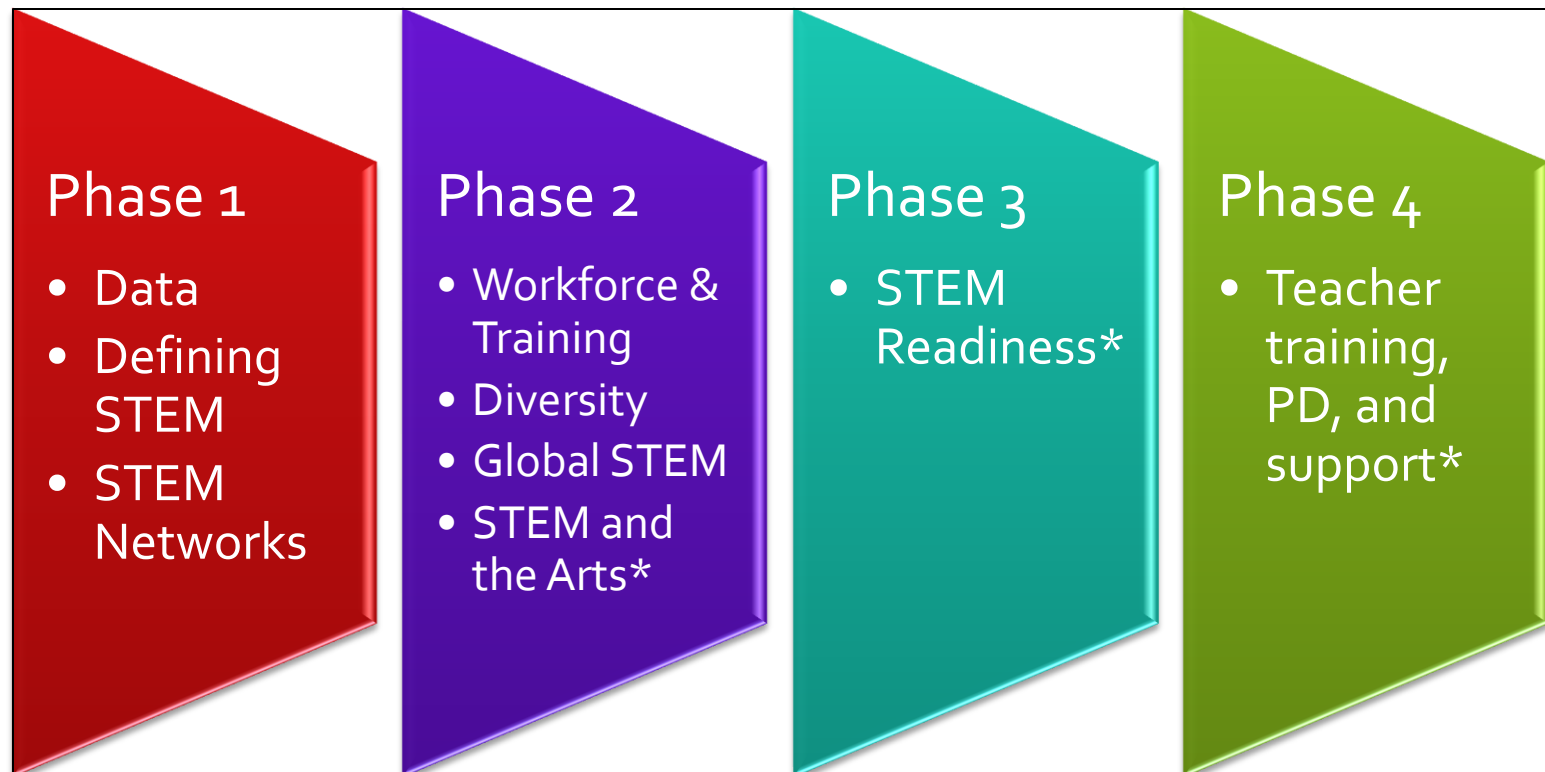 Phase 1
• Data
• Defining
STEM
• STEM
Networks
Phase 2
• Workforce &
Training
• Diversity
• Global STEM
• STEM and
the Arts*
Phase 3
• STEM
Readiness*
Phase 4
• Teacher
training,
PD, and
support*